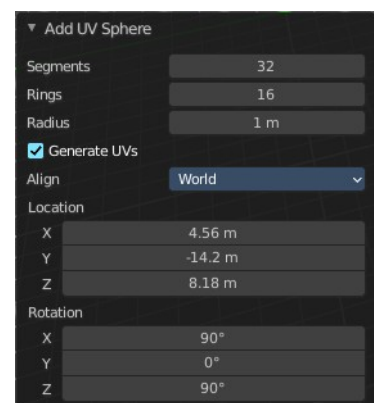 Add UV Sphere
Segments 32
Rings 16
Radius 1 m
Generate UVs
Align World
Location
X 4.56 m
Y -14.2 m
Z 8.18 m
Rotation
X 90°
Y 0°
Z 90°